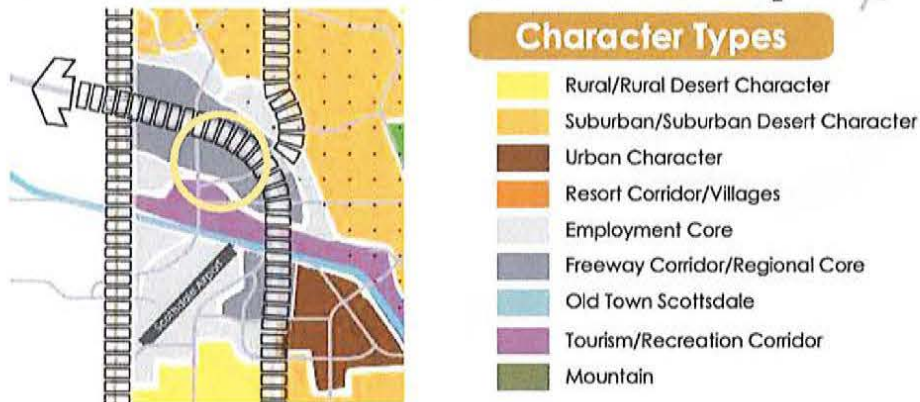 Scottsdale Airport
Character Types
Rural/Rural Desert Character
Suburban/Suburban Desert Character
Urban Character
Resort Corridor/Villages
Employment Core
Freeway Corridor/Regional Core
Old Town Scottsdale
Tourism/Recreation Corridor
Mountain